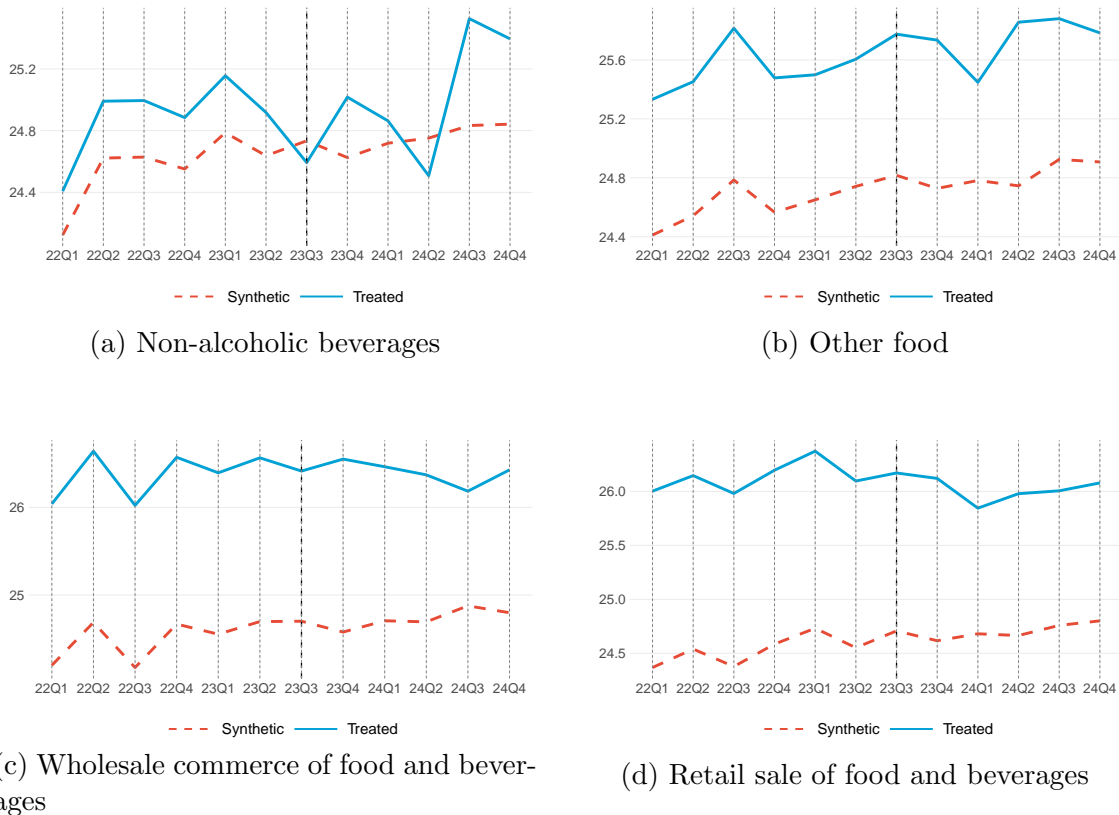 25.2
24.8
24.4
22Q1 22Q2 22Q3 22Q4 23Q1 23Q2 23Q3 23Q4 24Q1 24Q2 24Q3 24Q4
Synthetic Treated
(a) Non-alcoholic beverages
25.6
25.2
24.8
24.4
22Q1 22Q2 22Q3 22Q4 23Q1 23Q2 23Q3 23Q4 24Q1 24Q2 24Q3 24Q4
Synthetic Treated
(b) Other food
26
25
22Q1 22Q2 22Q3 22Q4 23Q1 23Q2 23Q3 23Q4 24Q1 24Q2 24Q3 24Q4
Synthetic Treated
(c) Wholesale commerce of food and bever-
ages
26.0
25.5
25.0
24.5
22Q1 22Q2 22Q3 22Q4 23Q1 23Q2 23Q3 23Q4 24Q1 24Q2 24Q3 24Q4
Synthetic Treated
(d) Retail sale of food and beverages